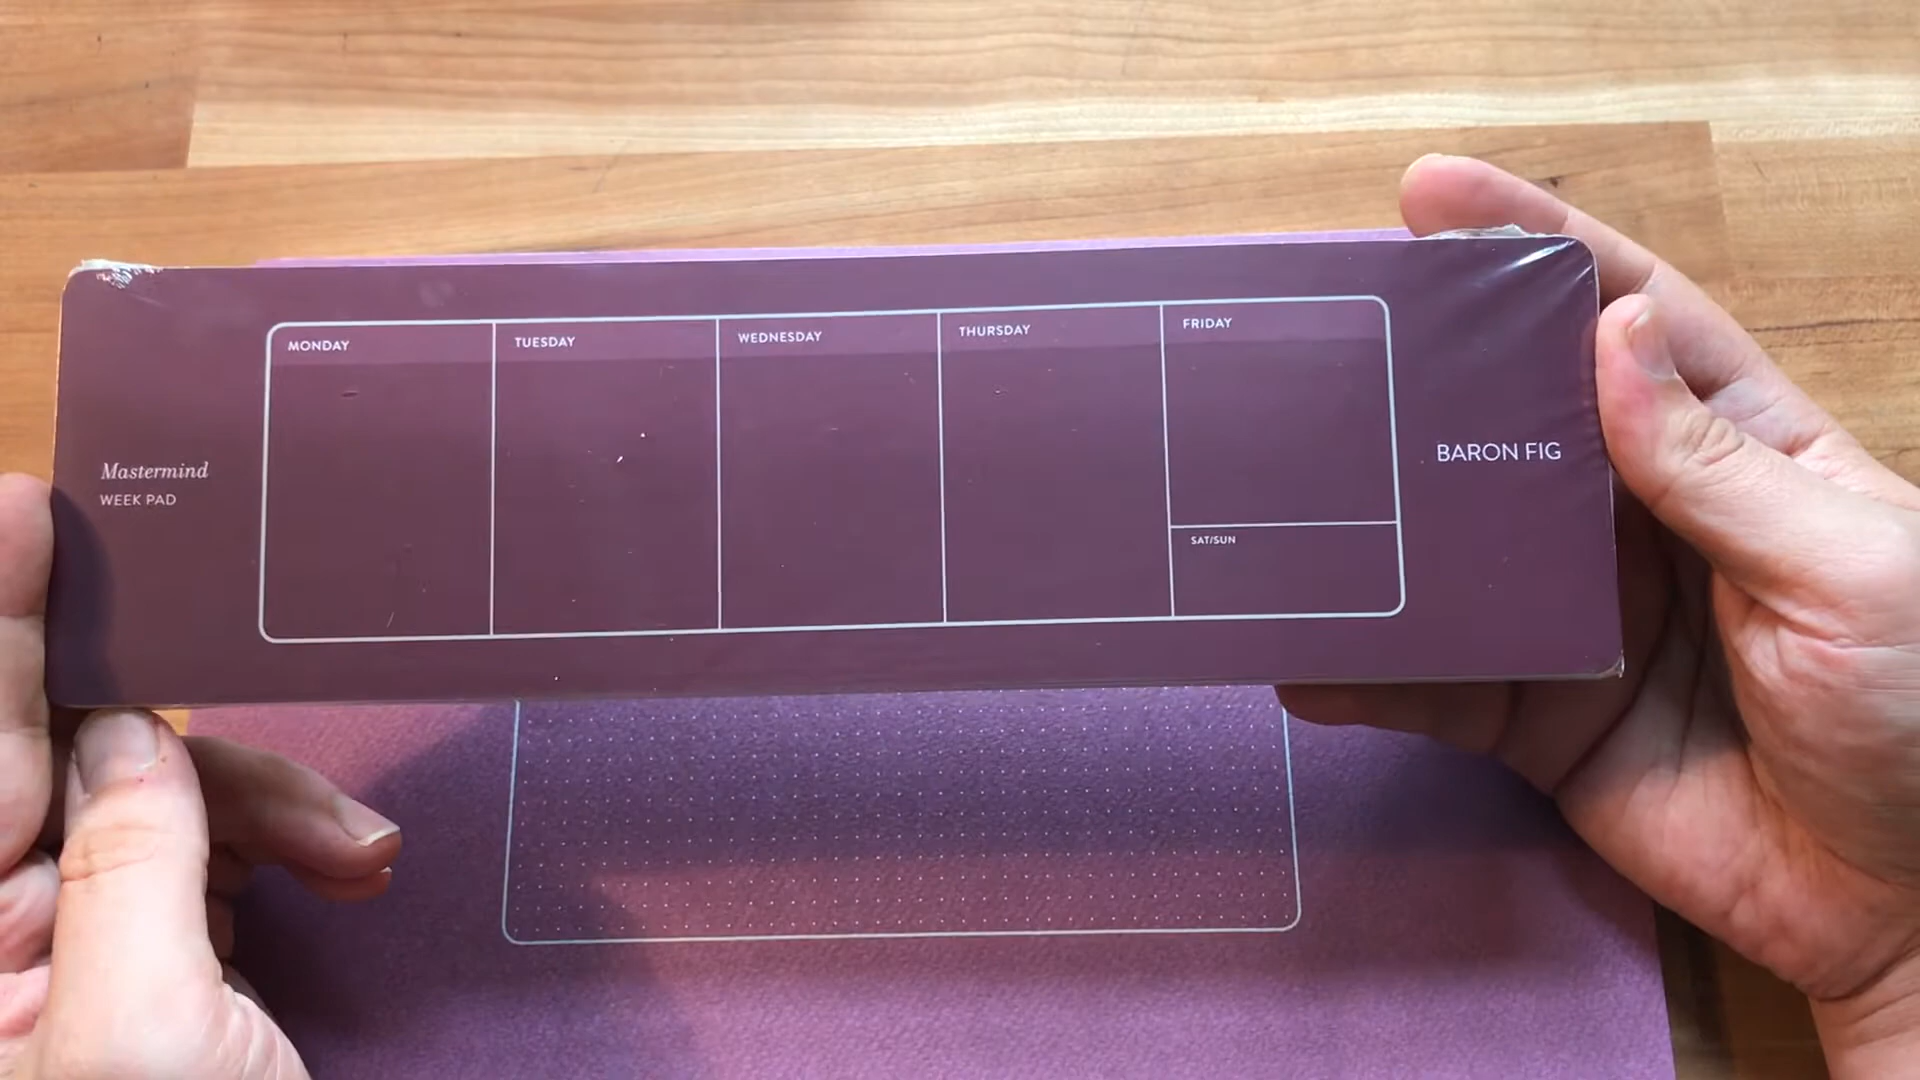 MONDAY
TUESDAY
WEDNESDAY
THURSDAY
FRIDAY
SAT/SUN
Mastermind
WEEK PAD
BARON FIG